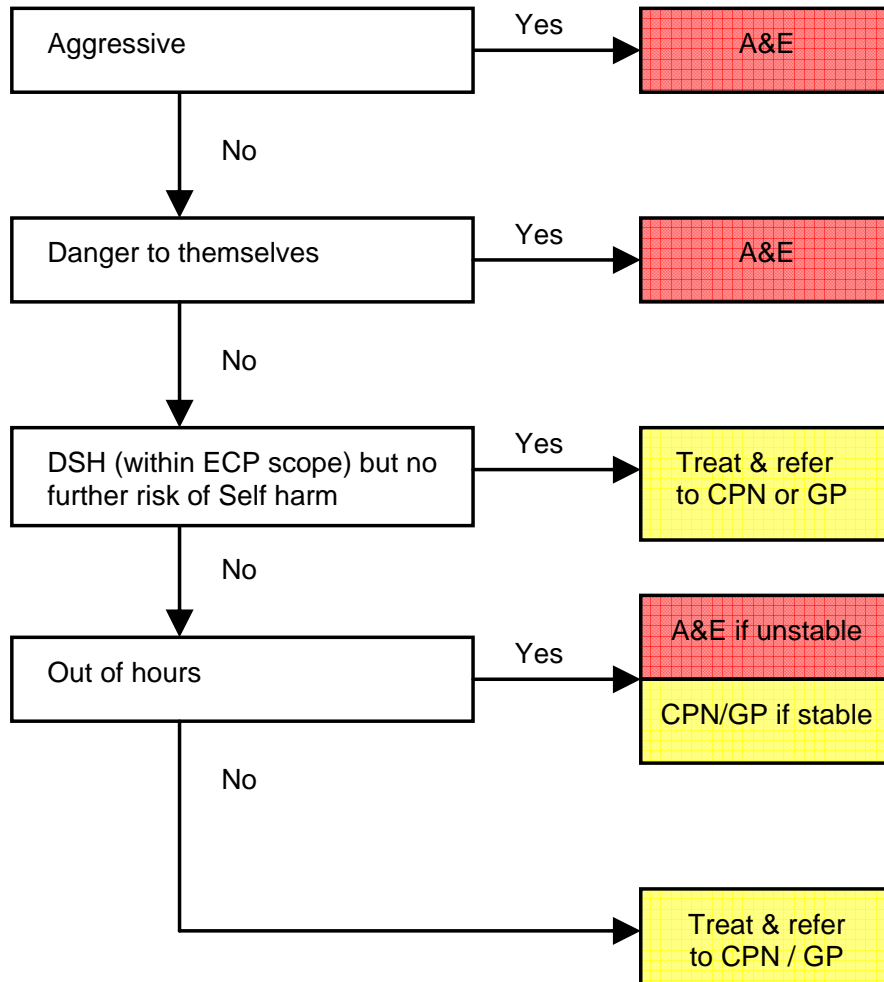 Aggressive
Yes
A&E
No
Danger to themselves
Yes
A&E
No
DSH (within ECP scope) but no
further risk of Self harm
Yes
Treat & refer
to CPN or GP
No
Out of hours
Yes
A&E if unstable
CPN/GP if stable
No
Treat & refer
to CPN / GP